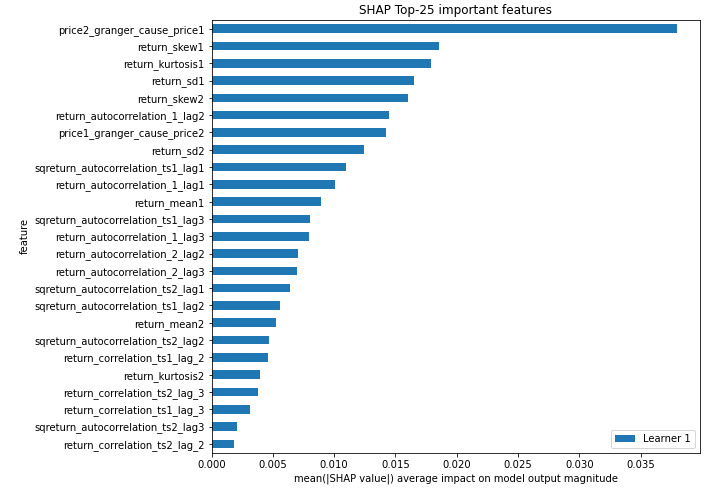 SHAP Top-25 important features
price2_granger_cause_price1
return_skew1
return_kurtosis1
return_sd1
return_skew2
return_autocorrelation_1_lag2
price1_granger_cause_price2
return_sd2
sqreturn_autocorrelation_ts1_lag1
return_autocorrelation_1_lag1
return_mean1
sqreturn_autocorrelation_ts1_lag3
return_autocorrelation_1_lag3
return_autocorrelation_2_lag2
return_autocorrelation_2_lag3
sqreturn_autocorrelation_ts2_lag1
sqreturn_autocorrelation_ts1_lag2
return_mean2
sqreturn_autocorrelation_ts2_lag2
return_correlation_ts1_lag_2
return_kurtosis2
return_correlation_ts2_lag_3
return_correlation_ts1_lag_3
sqreturn_autocorrelation_ts2_lag3
return_correlation_ts2_lag_2
feature
Learner 1
0.000 0.005 0.010 0.015 0.020 0.025 0.030 0.035
mean(|SHAP value|) average impact on model output magnitude